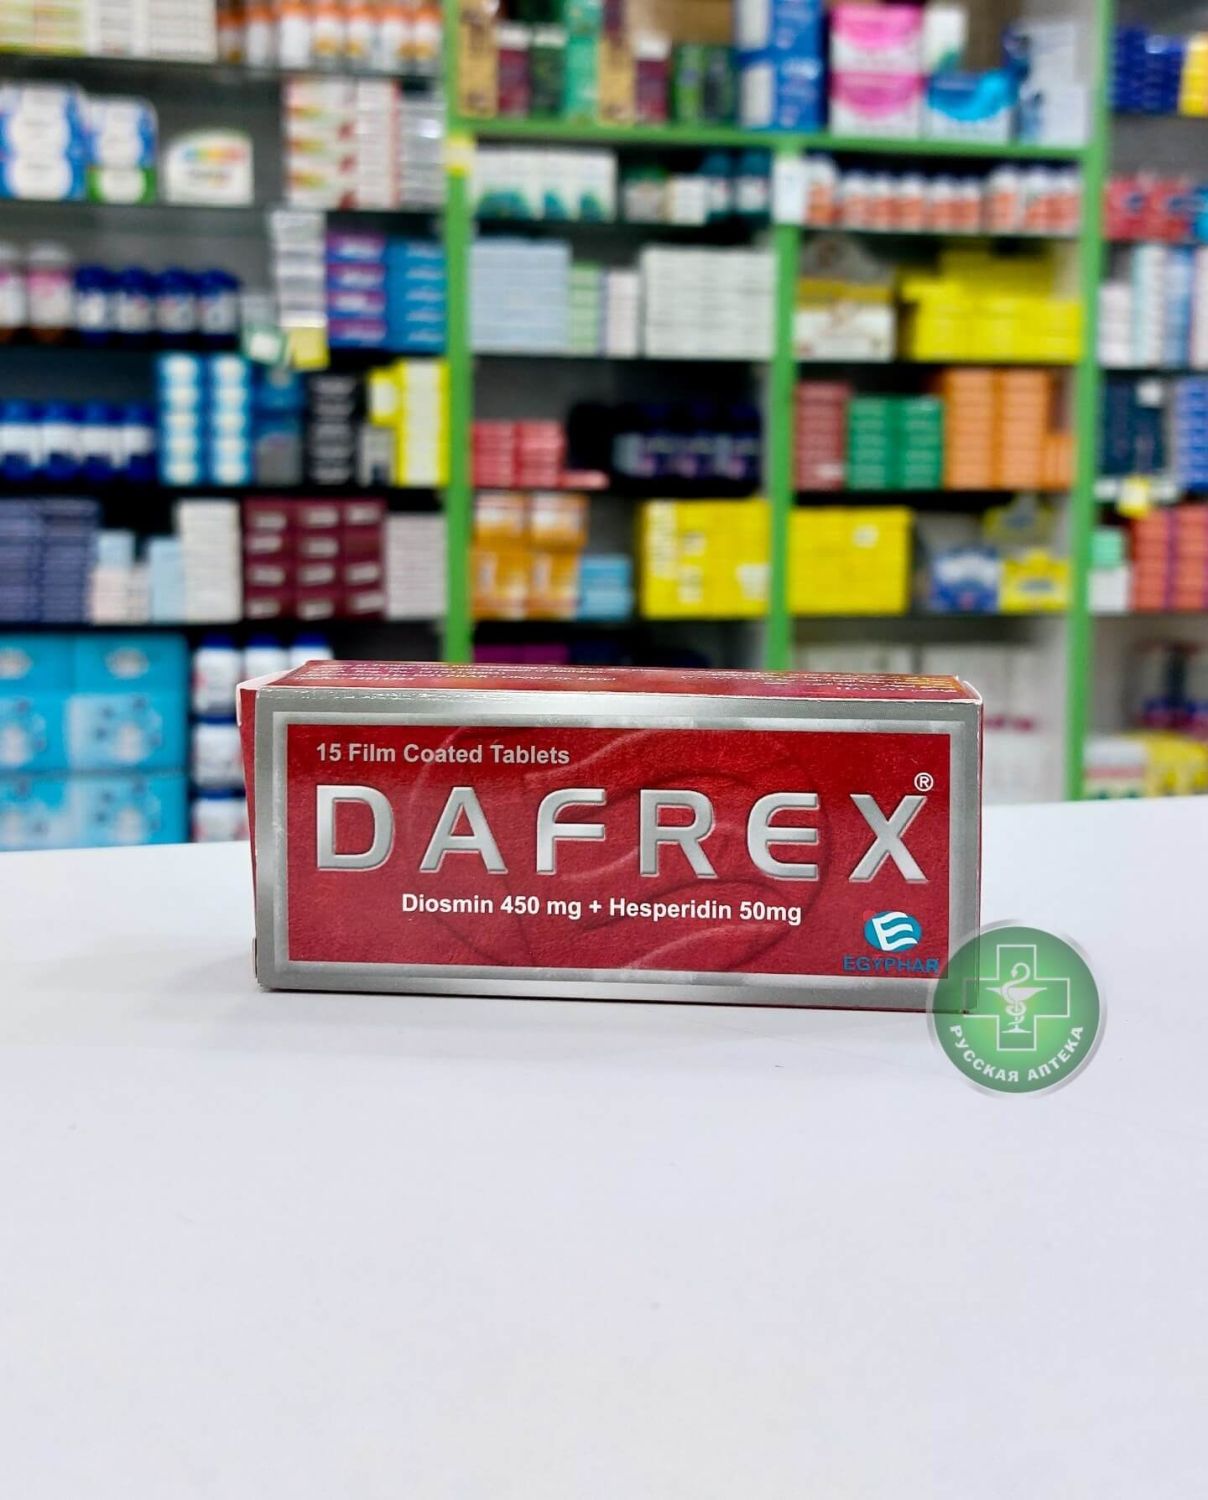 15 Film Coated Tablets
DAFREX®
Diosmin 450 mg + Hesperidin 50mg
EGYPHAR
РУССКАЯ АПТЕКА